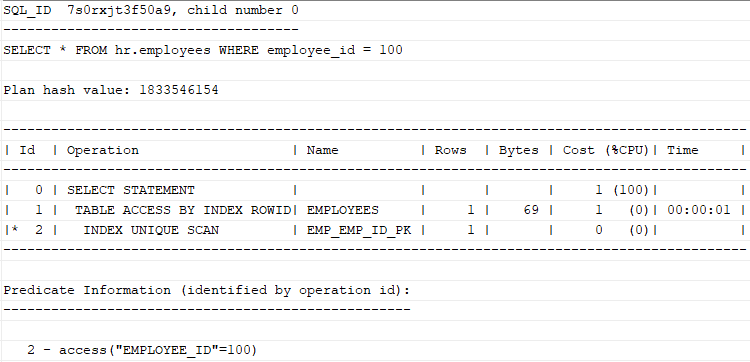 SQL_ID  7s0rxjt3f50a9, child number 0
-------------------------------------
SELECT * FROM hr.employees WHERE employee_id = 100

Plan hash value: 1833546154

---------------------------------------------------------------------------------------------
| Id  | Operation                   | Name          | Rows  | Bytes | Cost (%CPU)| Time     |
---------------------------------------------------------------------------------------------
|   0 | SELECT STATEMENT            |               |       |       |     1 (100)|          |
|   1 |  TABLE ACCESS BY INDEX ROWID| EMPLOYEES     |     1 |    69 |     1   (0)| 00:00:01 |
|*  2 |   INDEX UNIQUE SCAN         | EMP_EMP_ID_PK |     1 |       |     0   (0)|          |
---------------------------------------------------------------------------------------------

Predicate Information (identified by operation id):
---------------------------------------------------

   2 - access("EMPLOYEE_ID"=100)